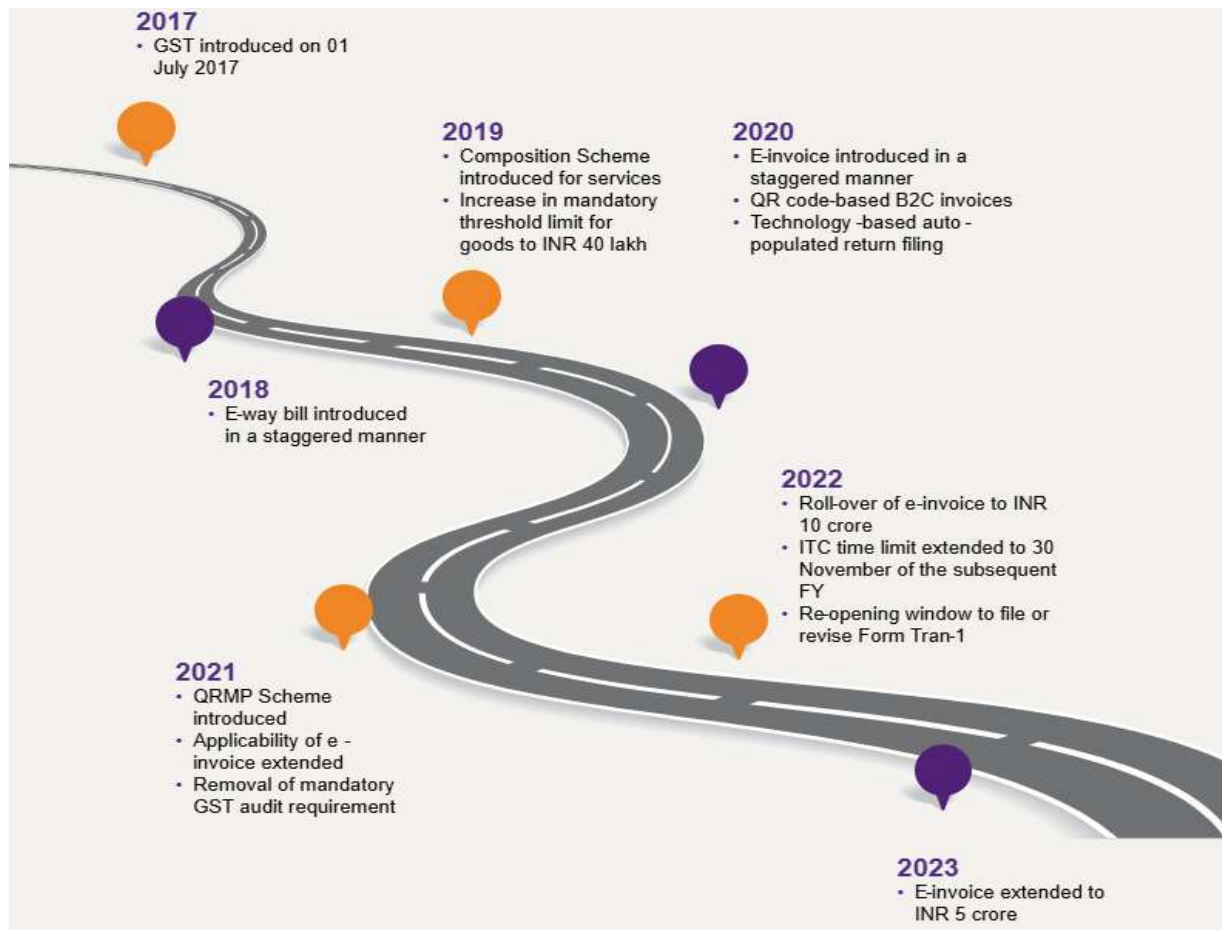 2017
• GST introduced on 01
July 2017
2019
• Composition Scheme
introduced for services
• Increase in mandatory
threshold limit for
goods to INR 40 lakh
2020
• E-invoice introduced in a
staggered manner
• QR code-based B2C invoices
• Technology -based auto -
populated return filing
2018
• E-way bill introduced
in a staggered manner
2022
• Roll-over of e-invoice to INR
10 crore
• ITC time limit extended to 30
November of the subsequent
FY
• Re-opening window to file or
revise Form Tran-1
2021
• QRMP Scheme
introduced
• Applicability of e -
invoice extended
• Removal of mandatory
GST audit requirement
2023
• E-invoice extended to
INR 5 crore